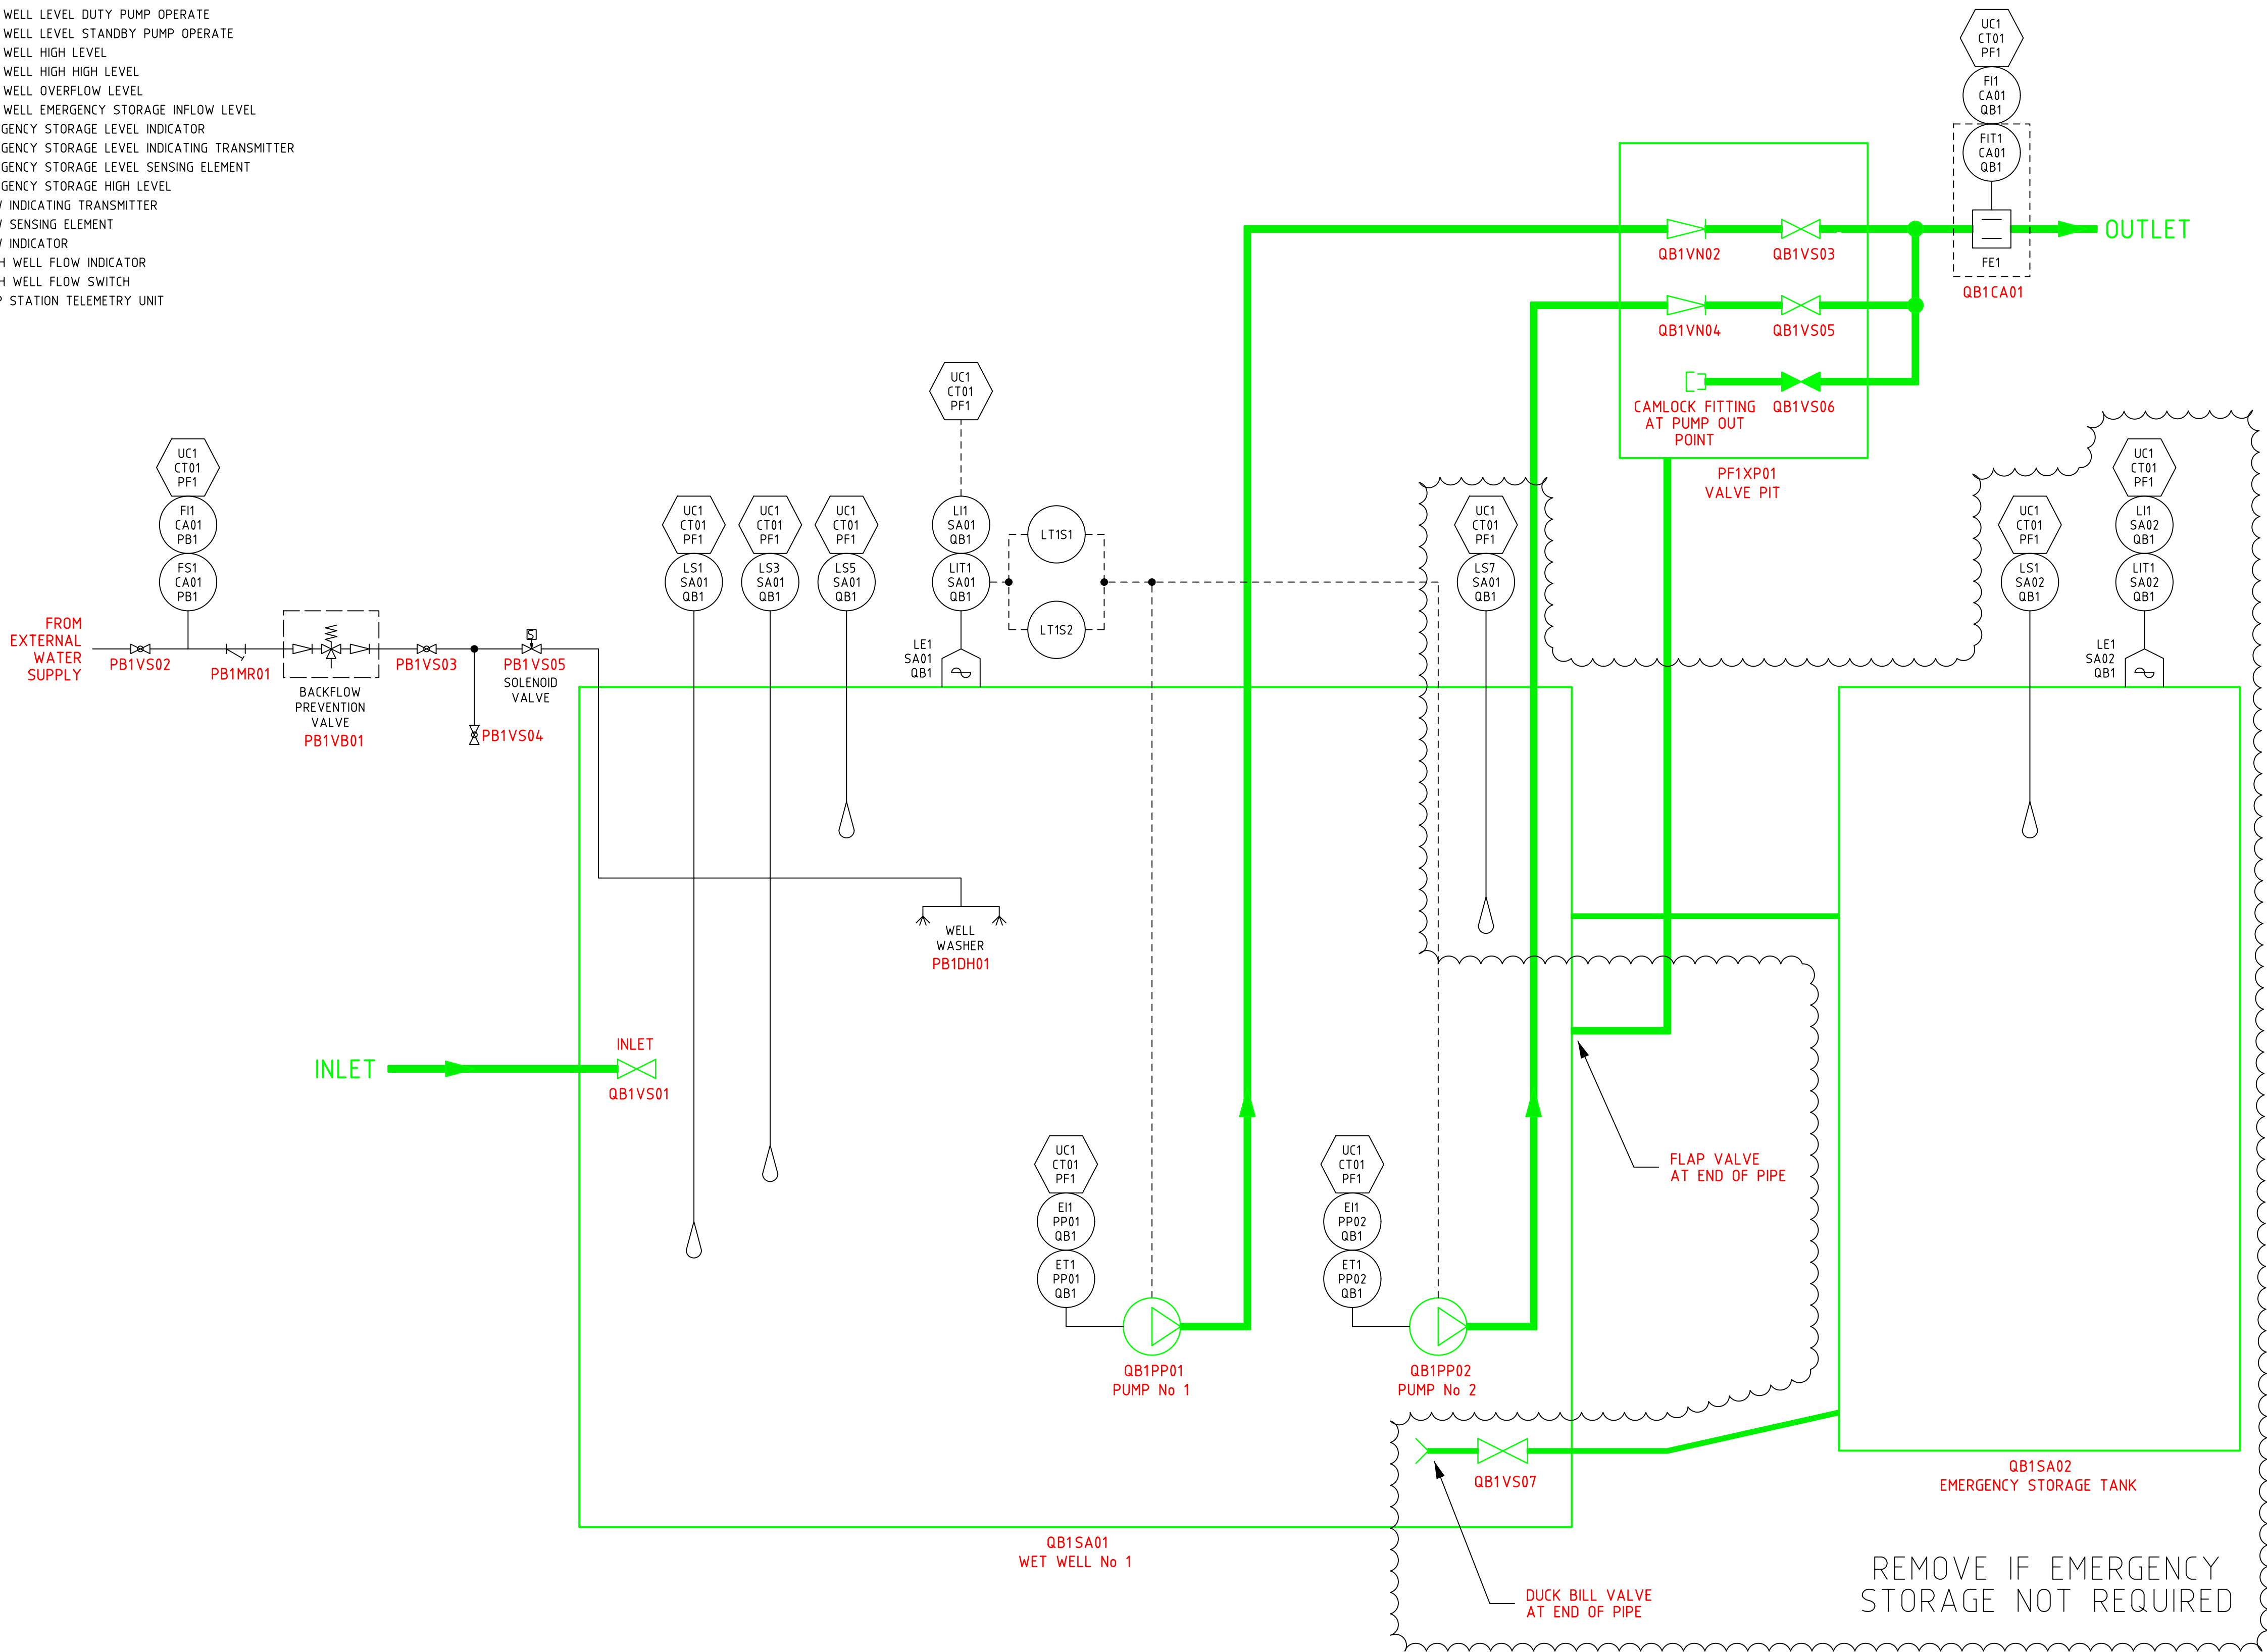 WELL LEVEL DUTY PUMP OPERATE
WELL LEVEL STANDBY PUMP OPERATE
WELL HIGH LEVEL
WELL HIGH HIGH LEVEL
WELL OVERFLOW LEVEL
WELL EMERGENCY STORAGE INFLOW LEVEL
GENCY STORAGE LEVEL INDICATOR
GENCY STORAGE LEVEL INDICATING TRANSMITTER
GENCY STORAGE LEVEL SENSING ELEMENT
GENCY STORAGE HIGH LEVEL
INDICATING TRANSMITTER
SENSING ELEMENT
INDICATOR
H WELL FLOW INDICATOR
H WELL FLOW SWITCH
P STATION TELEMETRY UNIT
UC1
CT01
PF1
FI1
CA01
QB1
FIT1
CA01
QB1
FE1
QB1CA01
OUTLET
QB1VN02
QB1VS03
QB1VN04
QB1VS05
CAMLOCK FITTING
AT PUMP OUT
POINT
QB1VS06
PF1XP01
VALVE PIT
UC1
CT01
PF1
FI1
CA01
PB1
FS1
CA01
PB1
FROM
EXTERNAL
WATER
SUPPLY
PB1VS02
PB1MR01
BACKFLOW
PREVENTION
VALVE
PB1VB01
PB1VS03
PB1VS04
S
PB1VS05
SOLENOID
VALVE
UC1
CT01
PF1
LS1
SA01
QB1
UC1
CT01
PF1
LS3
SA01
QB1
UC1
CT01
PF1
LS5
SA01
QB1
UC1
CT01
PF1
LI1
SA01
QB1
LIT1
SA01
QB1
LE1
SA01
QB1
LT1S1
LT1S2
UC1
CT01
PF1
LS7
SA01
QB1
UC1
CT01
PF1
LS1
SA02
QB1
UC1
CT01
PF1
LI1
SA02
QB1
LIT1
SA02
QB1
LE1
SA02
QB1
WELL
WASHER
PB1DH01
INLET
INLET
QB1VS01
UC1
CT01
PF1
EI1
PP01
QB1
ET1
PP01
QB1
QB1PP01
PUMP No 1
UC1
CT01
PF1
EI1
PP02
QB1
ET1
PP02
QB1
QB1PP02
PUMP No 2
FLAP VALVE
AT END OF PIPE
QB1VS07
QB1SA02
EMERGENCY STORAGE TANK
QB1SA01
WET WELL No 1
DUCK BILL VALVE
AT END OF PIPE
REMOVE IF EMERGENCY
STORAGE NOT REQUIRED